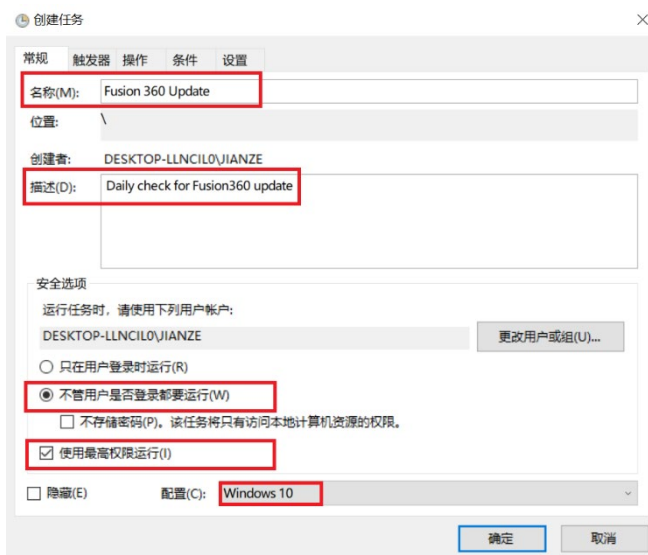 创建任务
常规 触发器 操作 条件 设置
名称(M): Fusion 360 Update
位置: \
创建者: DESKTOP-LLNCIL0\JIANZE
描述(D): Daily check for Fusion360 update
安全选项
运行任务时，请使用下列用户帐户:
DESKTOP-LLNCIL0\JIANZE 更改用户或组(U)...
只在用户登录时运行(R)
不管用户是否登录都要运行(W)
不存储密码(P)。该任务将只有访问本地计算机资源的权限。
使用最高权限运行(I)
隐藏(E) 配置(C): Windows 10
确定 取消